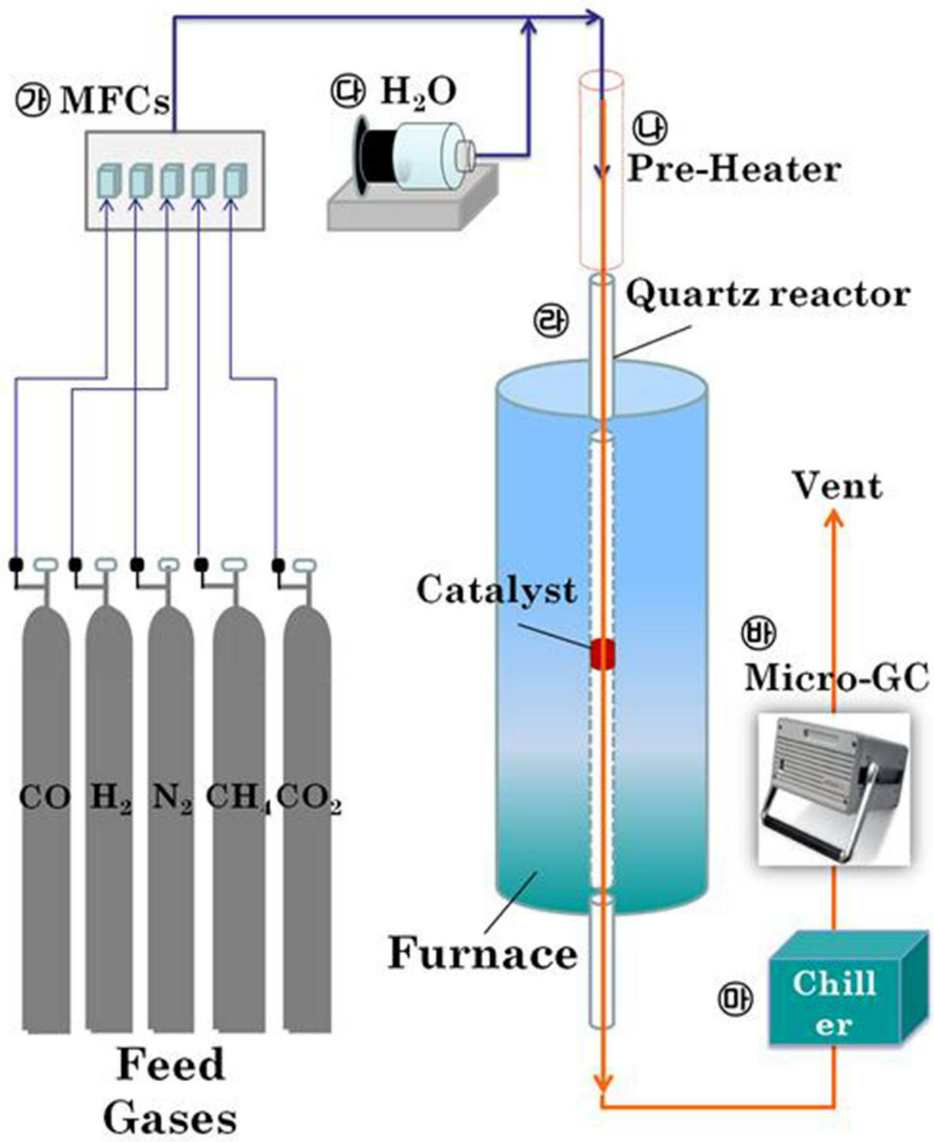 ㉮ MFCs
㉰ H₂O
㉯
Pre-Heater
Quartz reactor
㉱
Vent
Catalyst
㉳
Micro-GC
CO H₂ N₂ CH₄ CO₂
Furnace
㉲
Chill
er
Feed
Gases